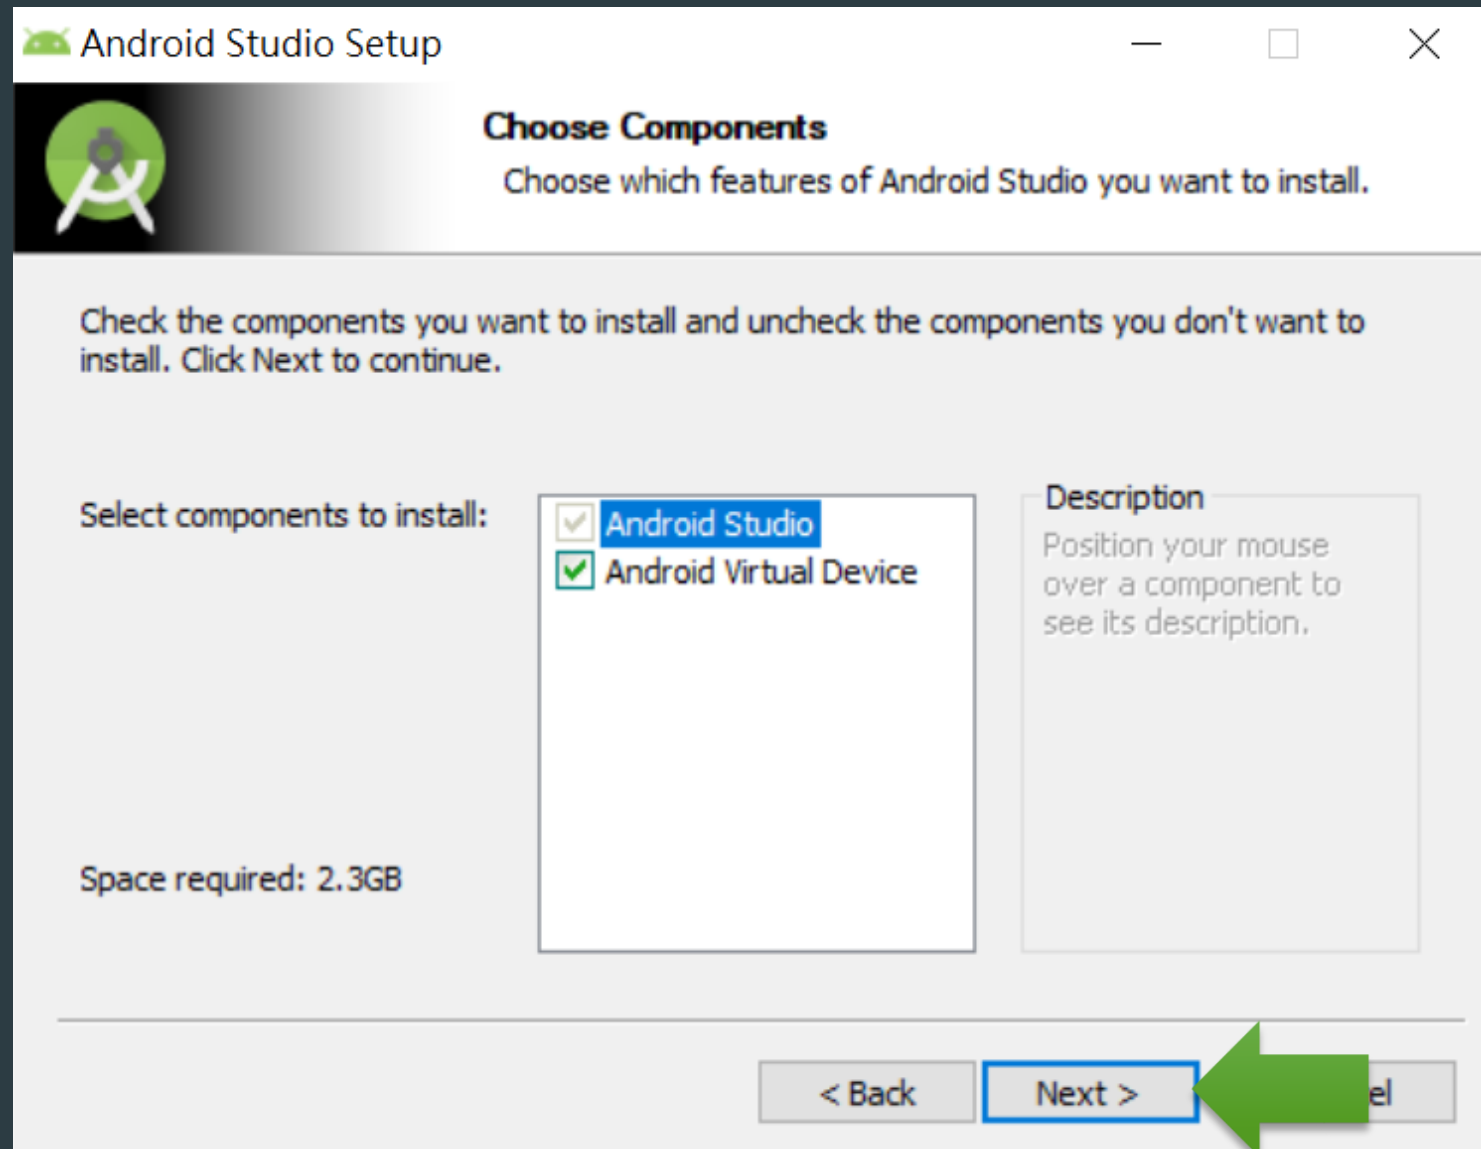 Android Studio Setup
Choose Components
Choose which features of Android Studio you want to install.
Check the components you want to install and uncheck the components you don't want to
install. Click Next to continue.
Select components to install:
Android Studio
Android Virtual Device
Description
Position your mouse
over a component to
see its description.
Space required: 2.3GB
< Back
Next >
el